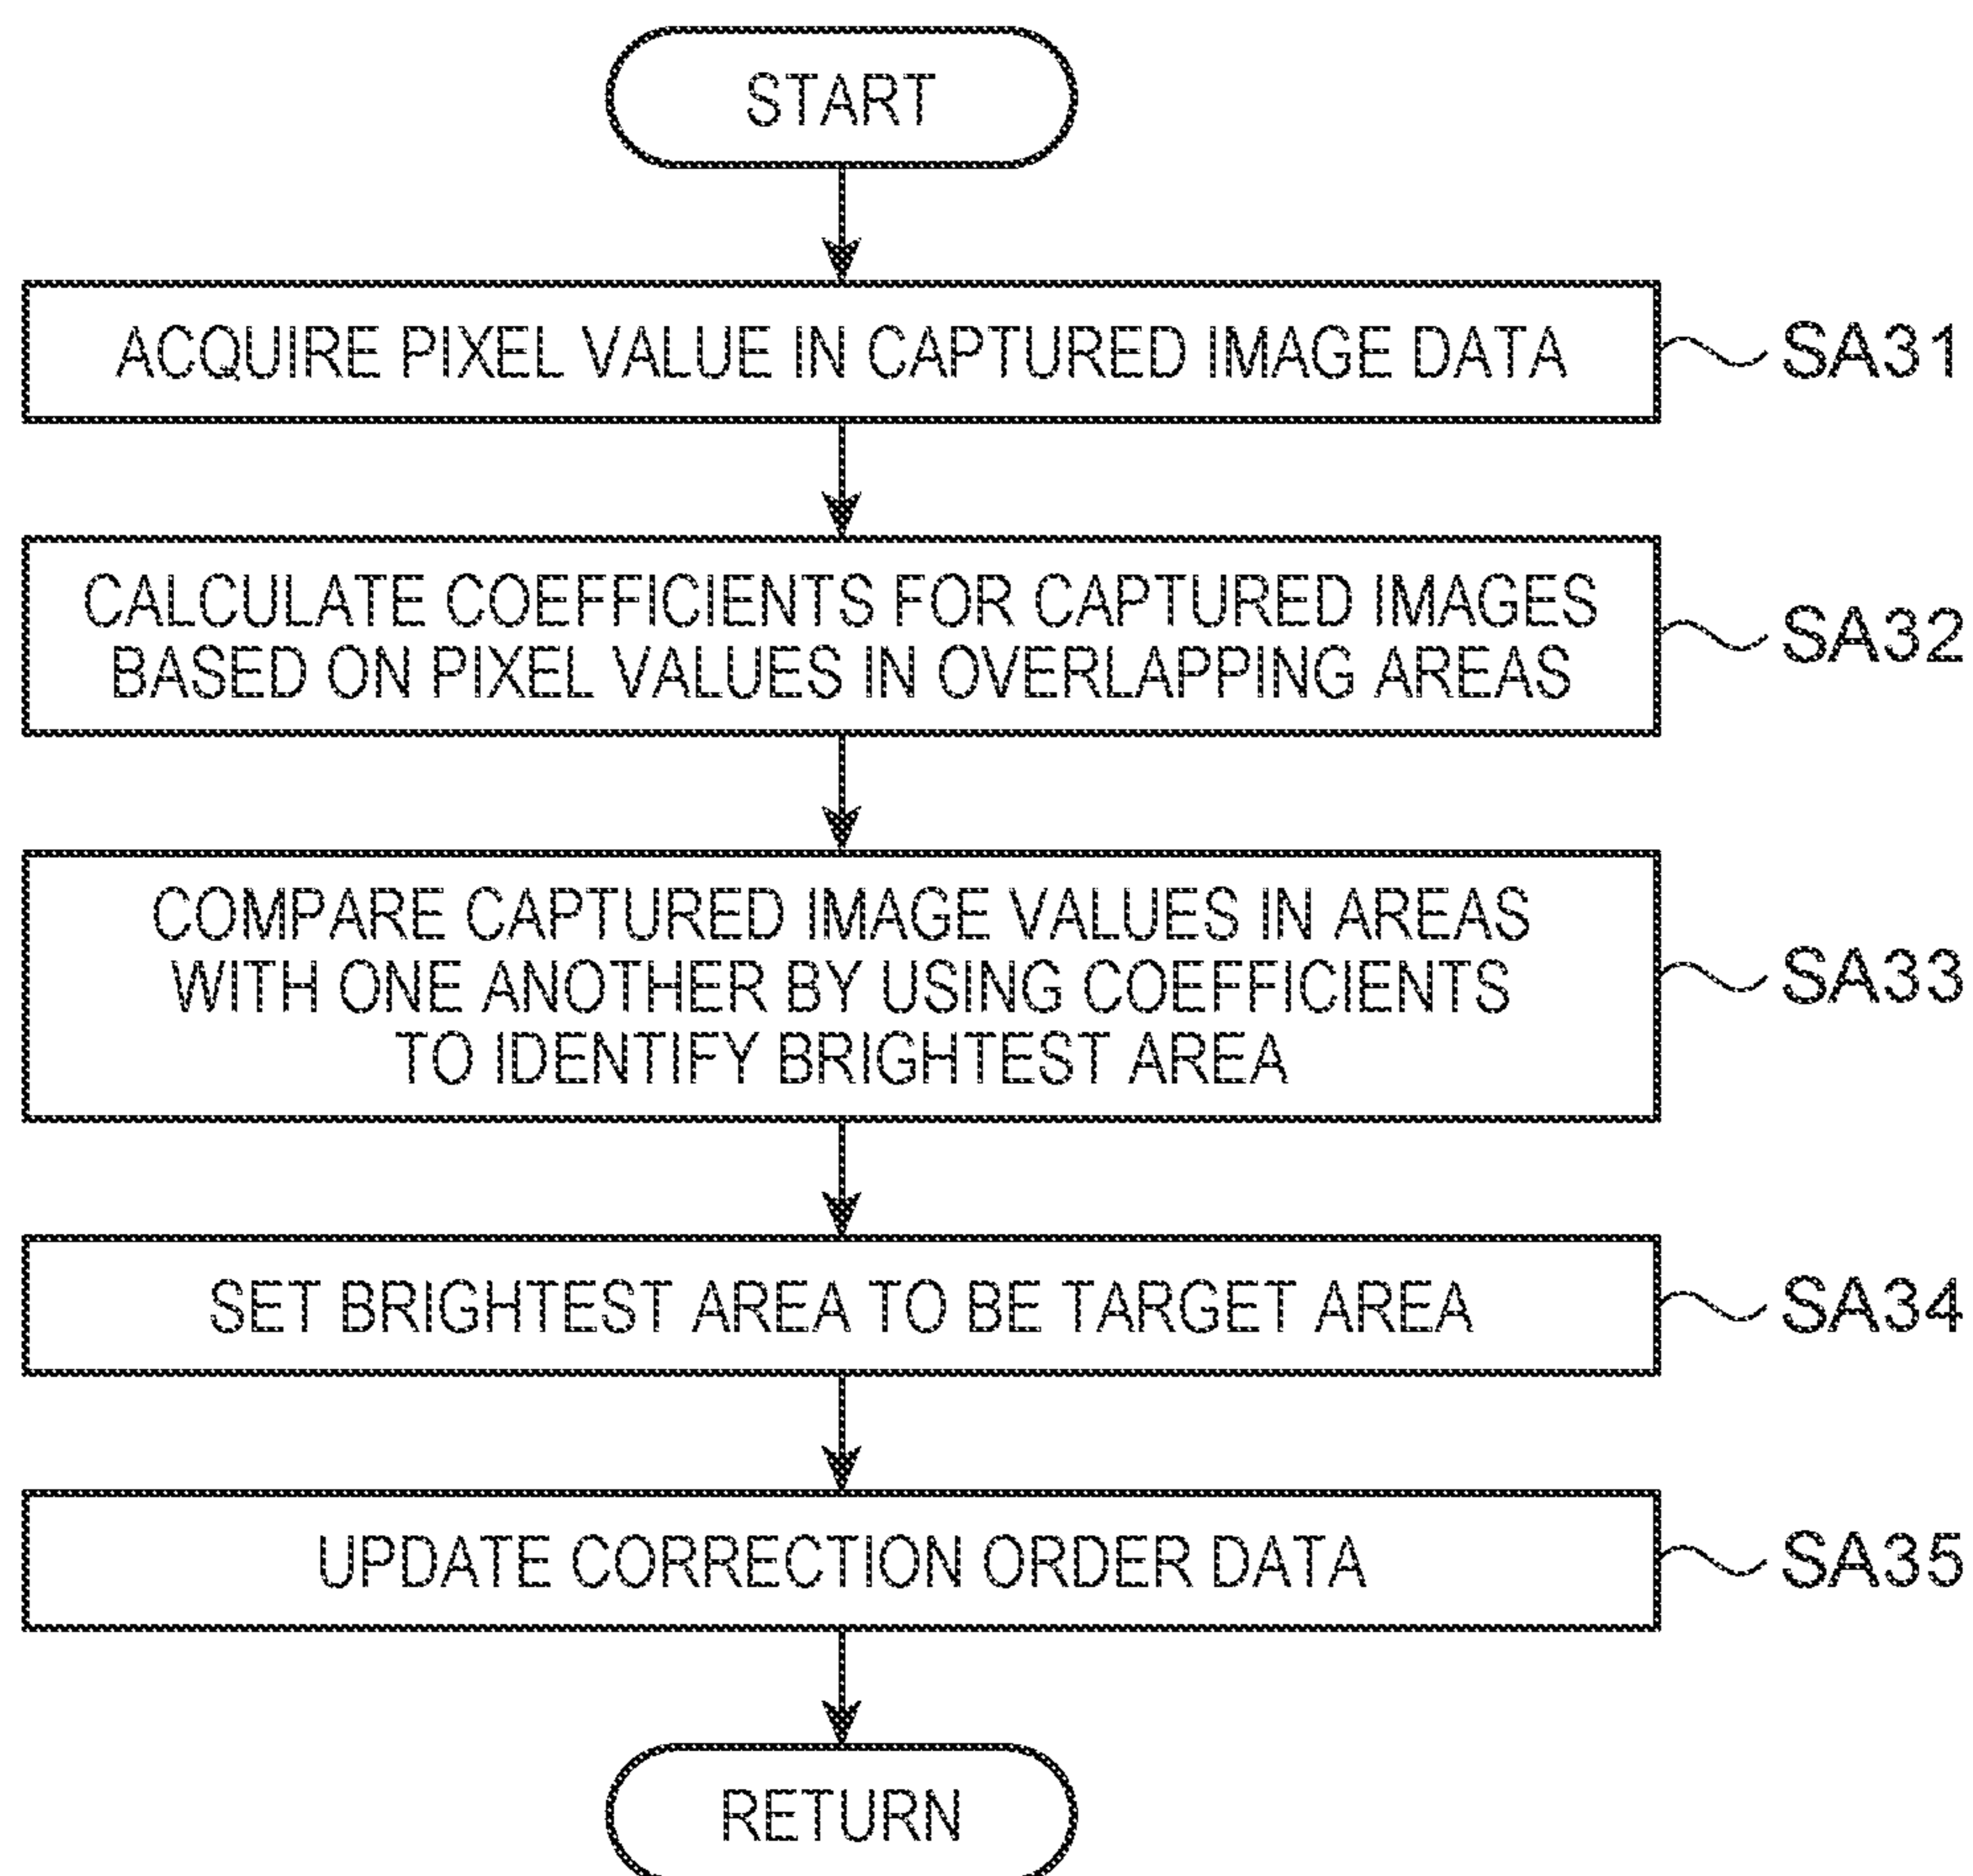 START
ACQUIRE PIXEL VALUE IN CAPTURED IMAGE DATA
SA31
CALCULATE COEFFICIENTS FOR CAPTURED IMAGES
BASED ON PIXEL VALUES IN OVERLAPPING AREAS
SA32
COMPARE CAPTURED IMAGE VALUES IN AREAS
WITH ONE ANOTHER BY USING COEFFICIENTS
TO IDENTIFY BRIGHTEST AREA
SA33
SET BRIGHTEST AREA TO BE TARGET AREA
SA34
UPDATE CORRECTION ORDER DATA
SA35
RETURN